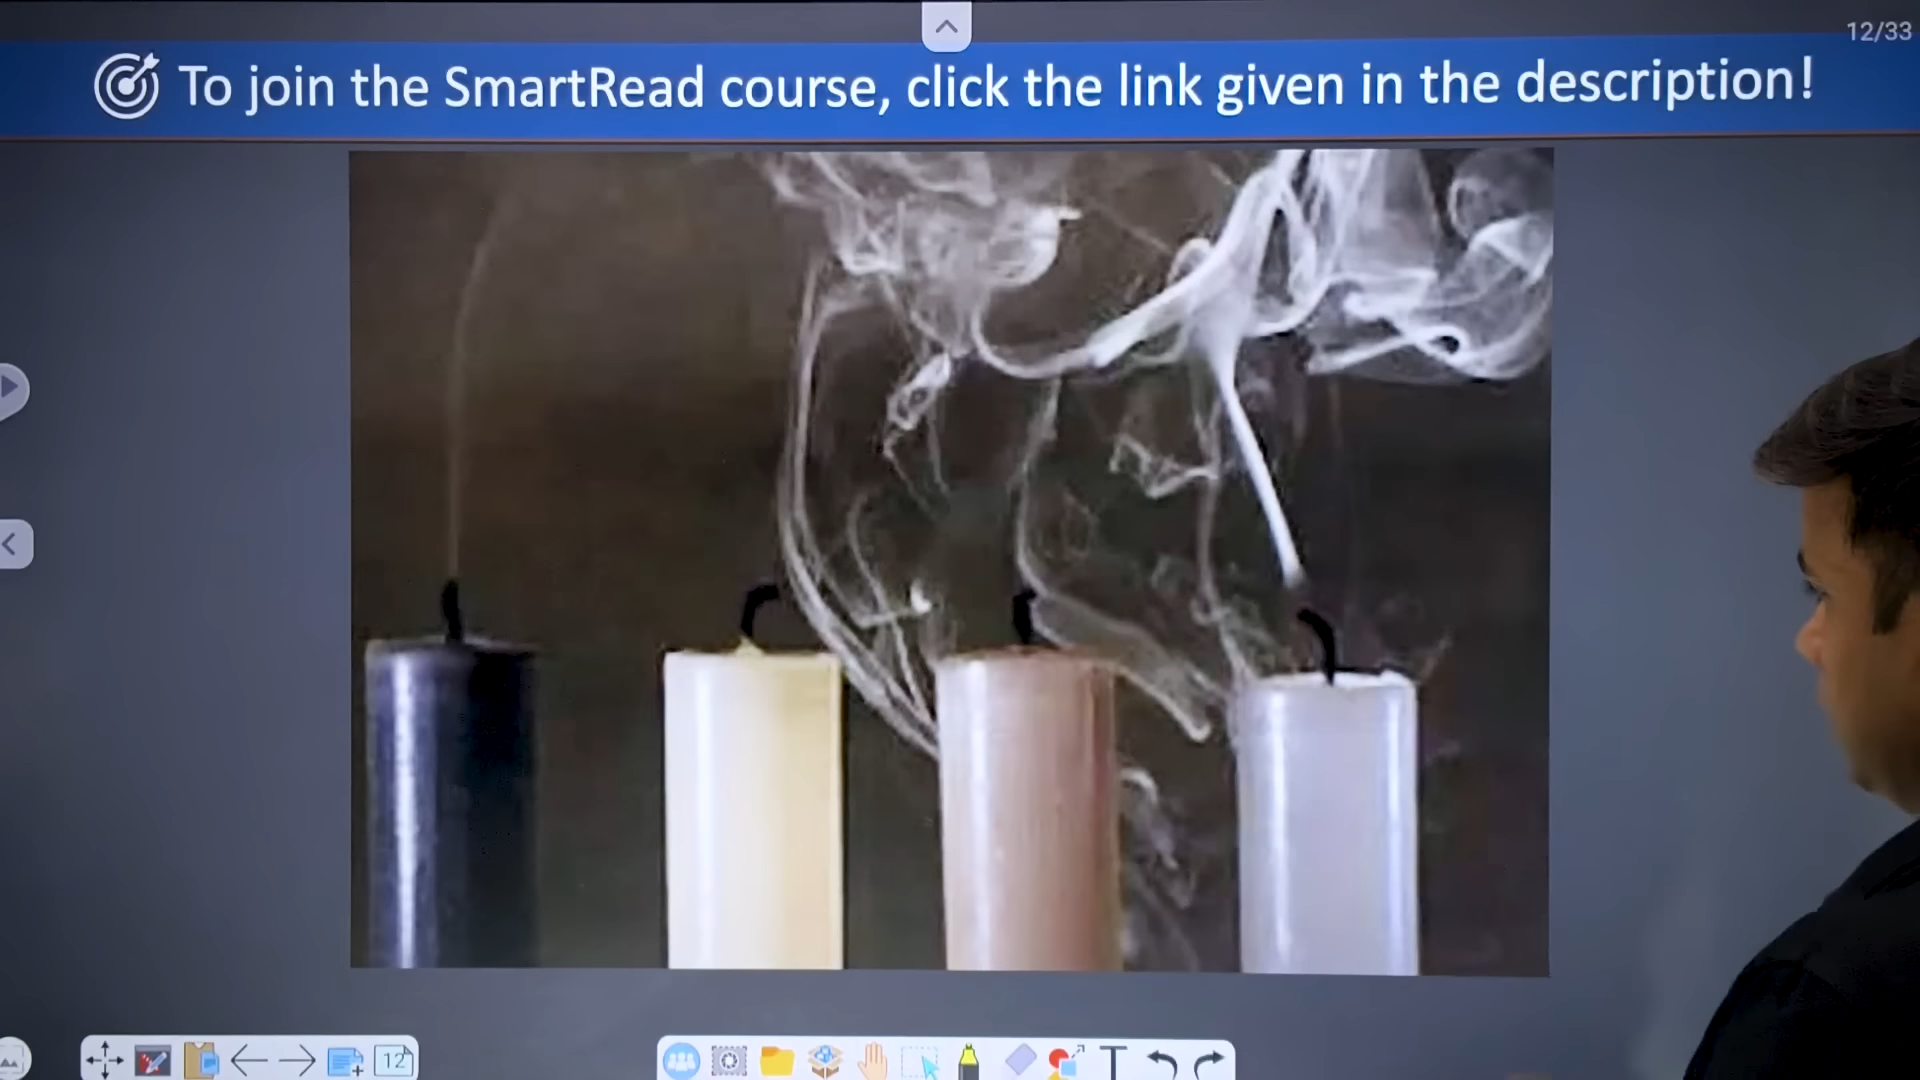 12/33
To join the SmartRead course, click the link given in the description!
12
T